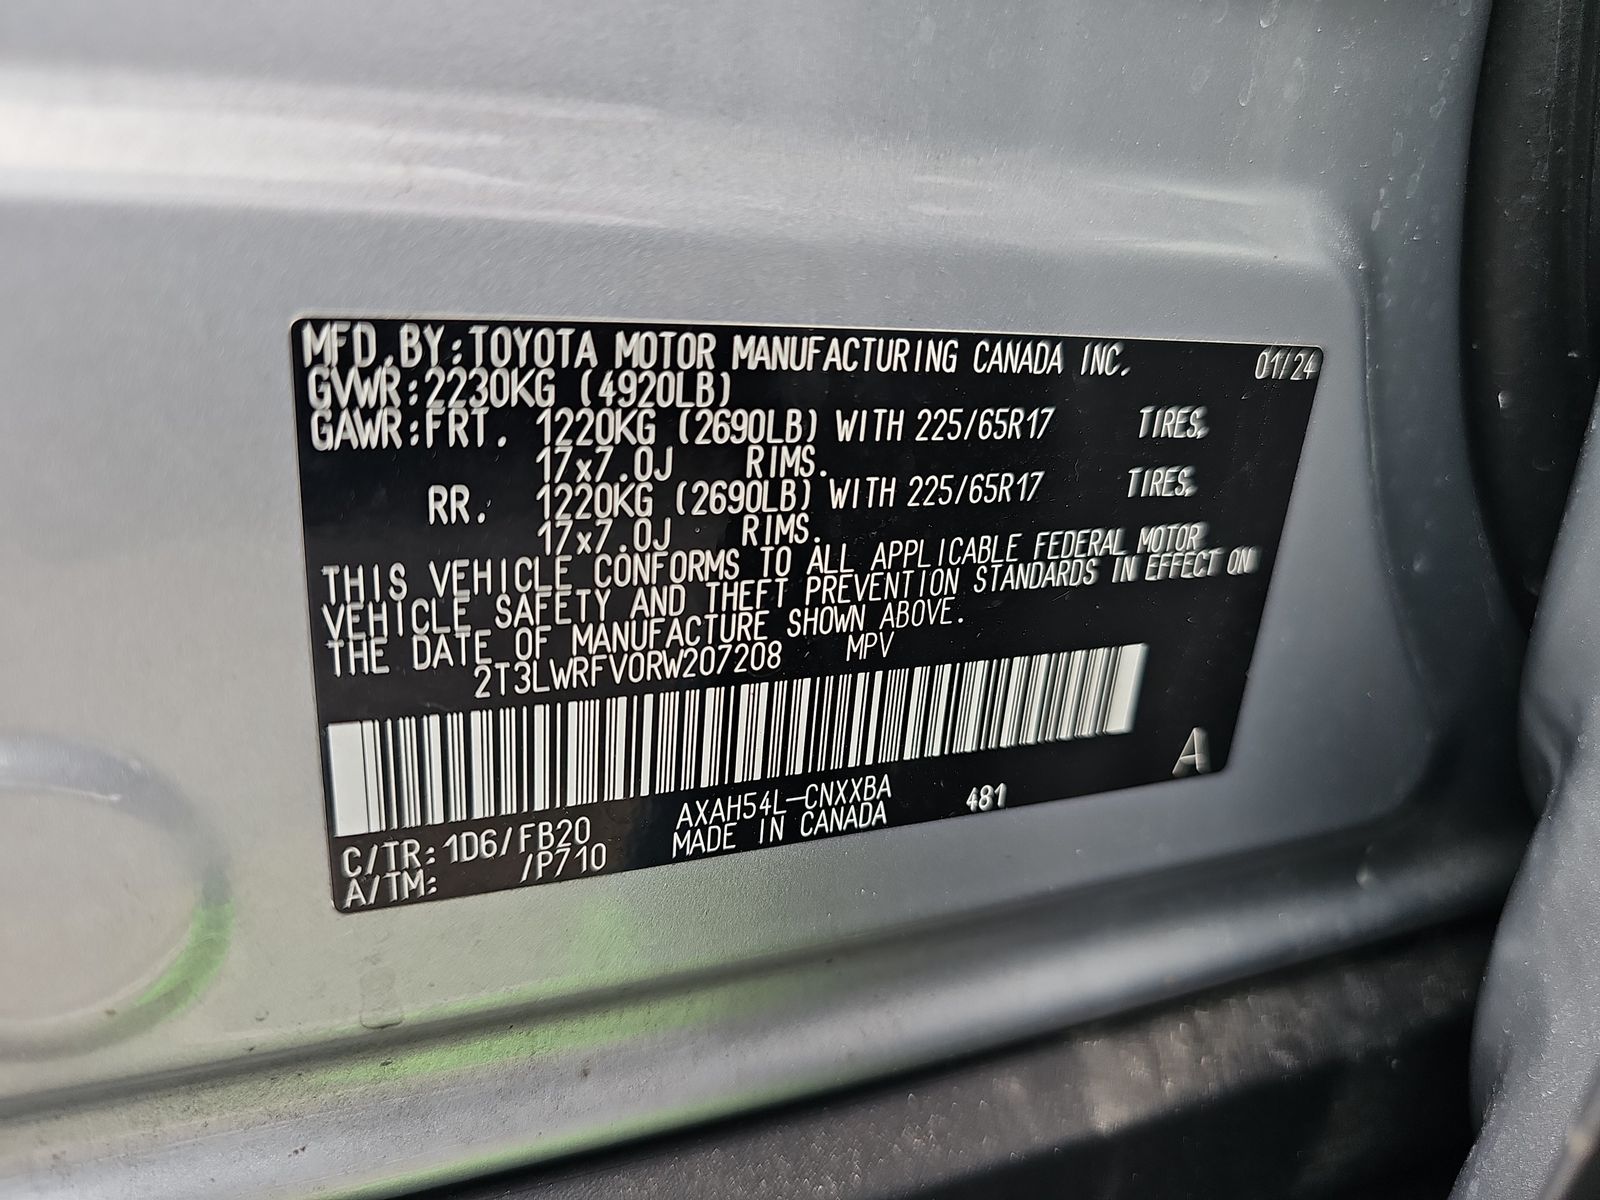 MFD.BY:TOYOTA MOTOR MANUFACTURING CANADA INC. 01/24
GVWR:2230KG (4920LB)
GAWR:FRT. 1220KG (2690LB) WITH 225/65R17 TIRES,
17x7.0J RIMS.
RR. 1220KG (2690LB) WITH 225/65R17 TIRES,
17x7.0J RIMS.
THIS VEHICLE CONFORMS TO ALL APPLICABLE FEDERAL MOTOR
VEHICLE SAFETY AND THEFT PREVENTION STANDARDS IN EFFECT ON
THE DATE OF MANUFACTURE SHOWN ABOVE.
2T3LWRFV0RW207208 MPV
A
AXAH54L-CNXXBA 481
C/TR:1D6/FB20 MADE IN CANADA
A/TM: /P710